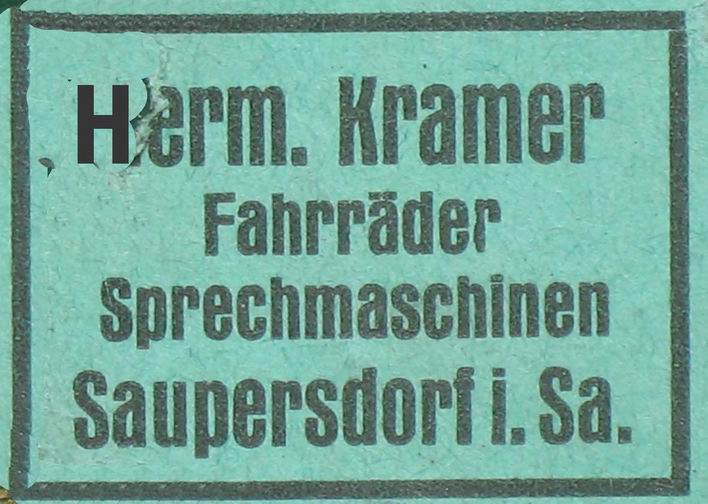 Herm. Kramer
Fahrräder
Sprechmaschinen
Saupersdorf i. Sa.